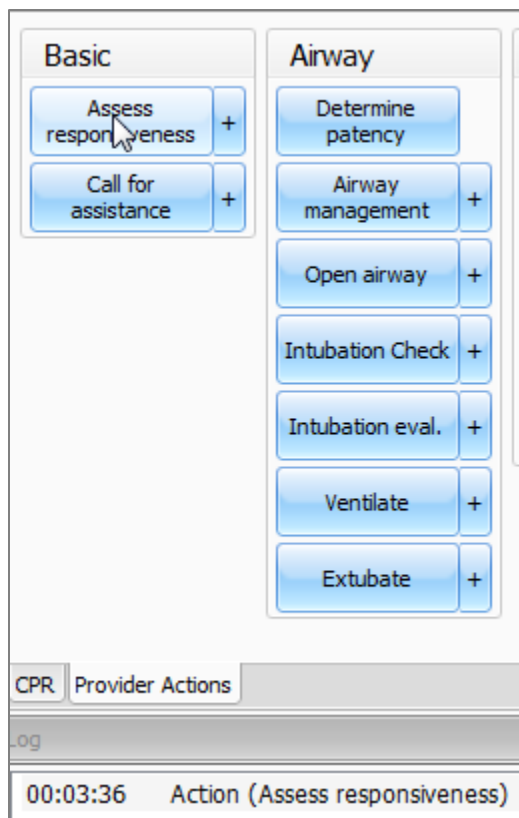 Basic
Assess
responsiveness
+
Call for
assistance
+
Airway
Determine
patency
Airway
management
+
Open airway
+
Intubation Check
+
Intubation eval.
+
Ventilate
+
Extubate
+
CPR
Provider Actions
Log
00:03:36 Action (Assess responsiveness)